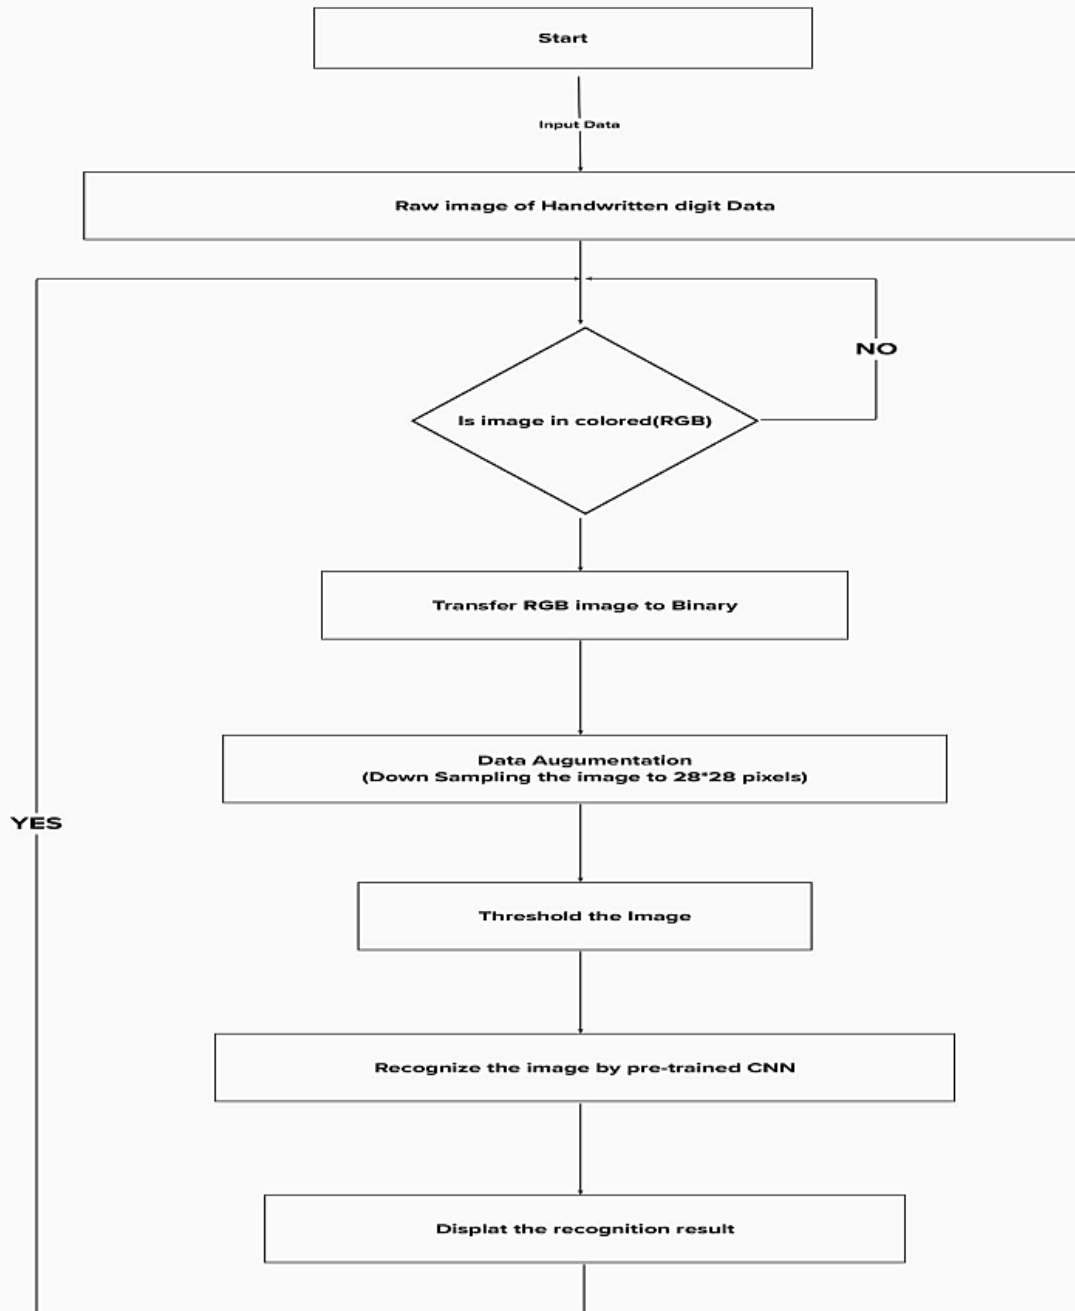 Start
Input Data
Raw image of Handwritten digit Data
NO
Is image in colored(RGB)
Transfer RGB image to Binary
Data Augumentation
(Down Sampling the image to 28*28 pixels)
YES
Threshold the Image
Recognize the image by pre-trained CNN
Displat the recognition result